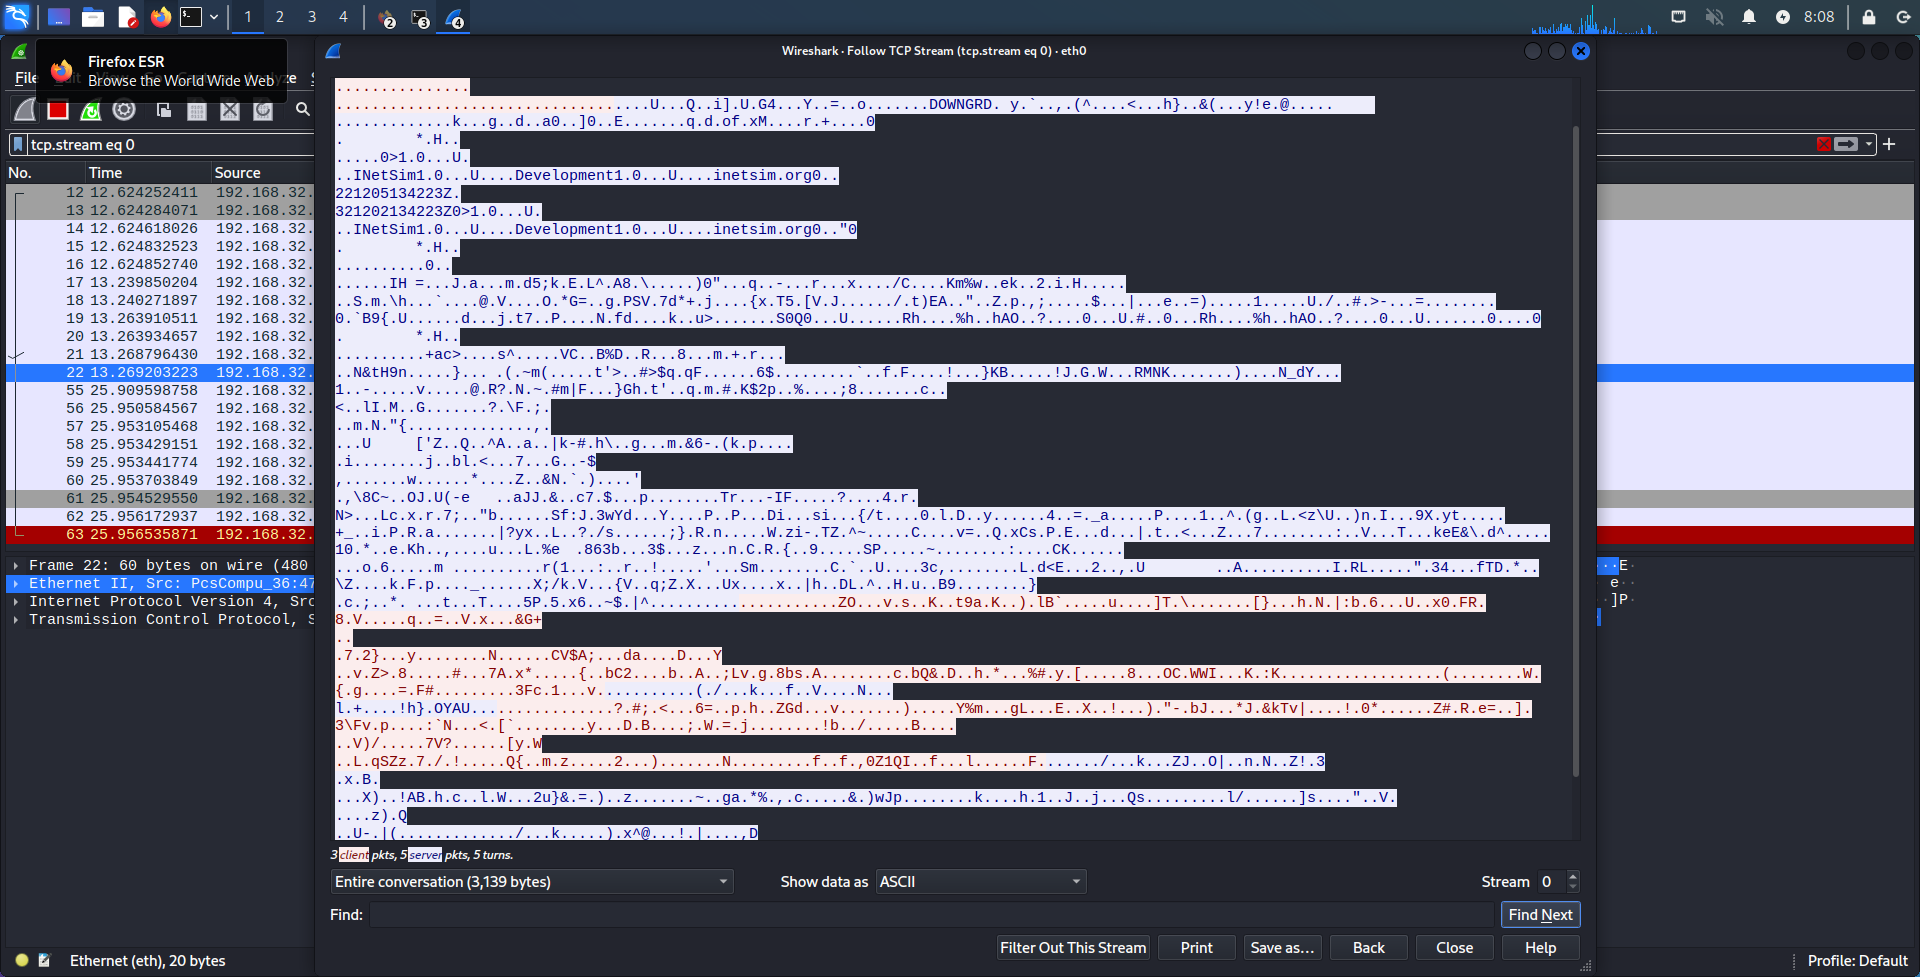 1 2 3 4 2 3 4 8:08
Firefox ESR
Browse the World Wide Web
File
Wireshark · Follow TCP Stream (tcp.stream eq 0) · eth0
tcp.stream eq 0
No. Time Source
12 12.624252411 192.168.32.
13 12.624284071 192.168.32.
14 12.624618026 192.168.32.
15 12.624832523 192.168.32.
16 12.624852740 192.168.32.
17 13.239850204 192.168.32.
18 13.240271897 192.168.32.
19 13.263910511 192.168.32.
20 13.263934657 192.168.32.
21 13.268796430 192.168.32.
22 13.269203223 192.168.32.
55 25.909598758 192.168.32.
56 25.950584567 192.168.32.
57 25.953105468 192.168.32.
58 25.953429151 192.168.32.
59 25.953441774 192.168.32.
60 25.953703849 192.168.32.
61 25.954529550 192.168.32.
62 25.956172937 192.168.32.
63 25.956535871 192.168.32.
Frame 22: 60 bytes on wire (480
Ethernet II, Src: PcsCompu_36:47
Internet Protocol Version 4, Src
Transmission Control Protocol, S
....U...Q..i].U.G4...Y..=..o.......DOWNGRD. y.`..,.(^....<...h}..&(...y!e.@.....
.............k...g..d..a0..]0..E.......q.d.of.xM....r.+....0
. *.H..
.....0>1.0...U.
..INetSim1.0...U....Development1.0...U....inetsim.org0..
221205134223Z.
321202134223Z0>1.0...U.
..INetSim1.0...U....Development1.0...U....inetsim.org0.."0
. *.H..
..........0..
......IH =...J.a...m.d5;k.E.L^.A8.\.....)0"...q..-...r...x..../C....Km%w..ek..2.i.H.....
..S.m.\h...`....@.V....O.*G=..g.PSV.7d*+.j....{x.T5.[V.J....../.t)EA.."..Z.p.,;.....$...|...e..=).....1.....U./..#.>-...=........
0.`B9{.U......d...j.t7..P....N.fd....k..u>.......S0Q0...U......Rh....%h..hAO..?....0...U.#..0...Rh....%h..hAO..?....0...U.......0....0
. *.H..
..........+ac>....s^.....VC..B%D..R...8...m.+.r...
..N&tH9n.....}... .(.~m(.....t'>..#>$q.qF......6$.........`..f.F....!...}KB.....!J.G.W...RMNK.......)....N_dY...
1..-.....v.....@.R?.N.~.#m|F...}Gh.t'..q.m.#.K$2p..%....;8.......c..
<..lI.M..G.......?.\F.;.
..m.N."{..............,.
...U ['Z..Q..^A..a..|k-#.h\..g...m.&6-.(k.p....
.i........j..bl.<...7...G..-$
,.......w......*....Z..&N.`.)....'
.,\8C~..OJ.U(-e ..aJJ.&..c7.$...p........Tr...-IF.....?....4.r.
N>...Lc.x.r.7;.."b......Sf:J.3wYd...Y....P..P...Di...si...{/t....0.l.D..y......4..=._a.....P....1..^.(g..L.<z\U..)n.I...9X.yt.....
+_..i.P.R.a.......|?yx..L..?./s......;}.R.n.....W.zi-.TZ.^~.....C....v=..Q.xCs.P.E...d...|.t..<...Z...7........:..V...T...keE&\.d^.....
10.*..e.Kh..,....u...L.%e .863b...3$...z...n.C.R.{..9.....SP.....~........:....CK......
...o.6.....m ..........r(1...:..r..!.....'...Sm........C.`..U....3c,........L.d<E...2..,.U ..A..........I.RL.....".34...fTD.*..
\Z....k.F.p...._...X;/k.V...{V..q;Z.X...Ux....x..|h..DL.^..H.u..B9........}
.c.;..*. ...t...T....5P.5.x6..~$.|^.....................ZO...v.s..K..t9a.K..).lB`.....u....]T.\.......[}...h.N.|:b.6...U..x0.FR.
8.V.....q..=..V.x...&G+
..
.7.2}...y........N......CV$A;...da....D...Y
..v.Z>.8.....#...7A.x*.....{..bC2....b..A..;Lv.g.8bs.A........c.bQ&.D..h.*...%#.y.[.....8...OC.WWI...K.:K..................(........W.
{.g....=.F#.........3Fc.1...v...........(./...k...f..V....N...
l.+....!h}.OYAU................?.#;.<...6=..p.h..ZGd...v.......).....Y%m...gL...E..X..!...)."-.bJ...*J.&kTv|....!.0*......Z#.R.e=..].
3\Fv.p....:`N...<.[`........y...D.B....;.W.=.j........!b../.....B....
..V)/.....7V?......[y.W
..L.qSZz.7./.!.....Q{..m.z.....2...).......N.........f..f.,0Z1QI..f...l......F......./...k...ZJ..O|..n.N..Z!.3
.x.B.
...X)..!AB.h.c..l.W...2u}&.=.)..z.......~..ga.*%.,.c.....&.)wJp........k....h.1..J..j...Qs.........l/......]s...."..V.
....z).Q
..U-.|(............./...k.....).x^@...!.|....,D
3 client pkts, 5 server pkts, 5 turns.
Entire conversation (3,139 bytes) Show data as ASCII Stream 0
Find: Find Next
Filter Out This Stream Print Save as… Back Close Help
Ethernet (eth), 20 bytes Profile: Default